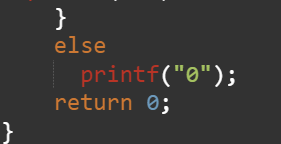 }
else
printf("0");
return 0;
}